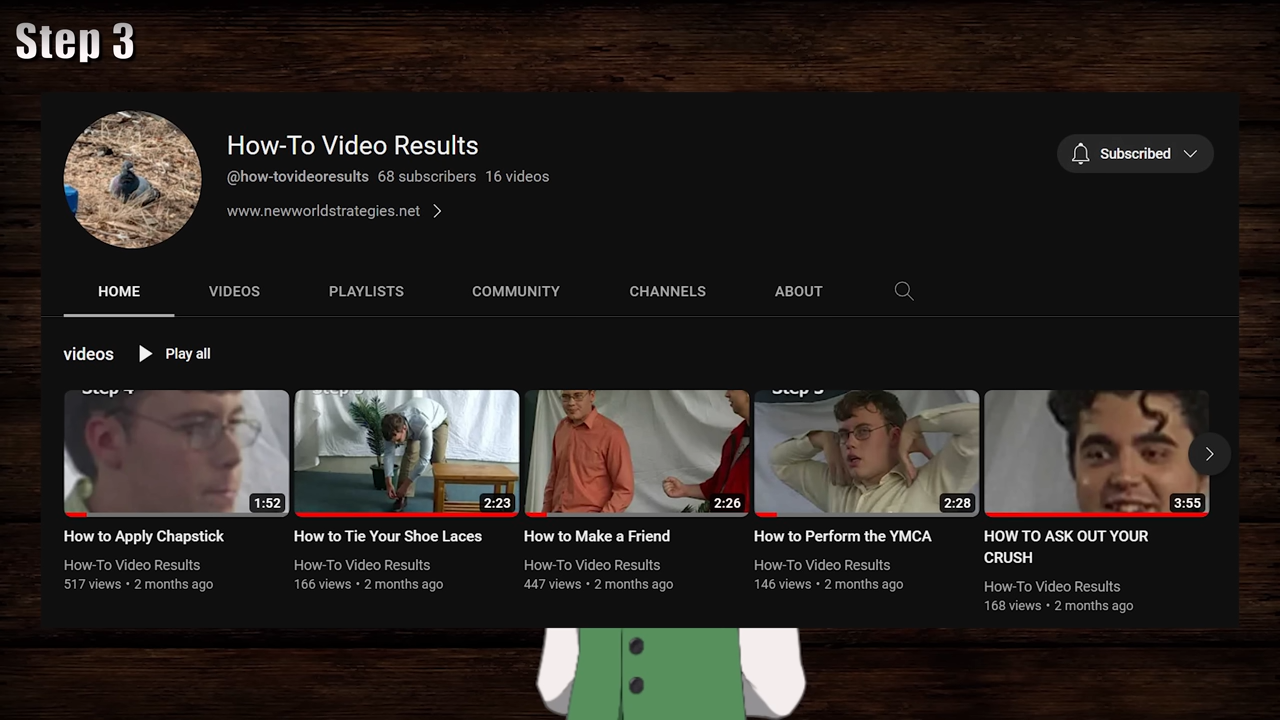 Step 3
How-To Video Results
@how-tovideoresults 68 subscribers 16 videos
www.newworldstrategies.net
Subscribed
HOME VIDEOS PLAYLISTS COMMUNITY CHANNELS ABOUT
videos Play all
Step 4
1:52
2:23
2:26
2:28
3:55
How to Apply Chapstick
How-To Video Results
517 views • 2 months ago
How to Tie Your Shoe Laces
How-To Video Results
166 views • 2 months ago
How to Make a Friend
How-To Video Results
447 views • 2 months ago
How to Perform the YMCA
How-To Video Results
146 views • 2 months ago
HOW TO ASK OUT YOUR
CRUSH
How-To Video Results
168 views • 2 months ago